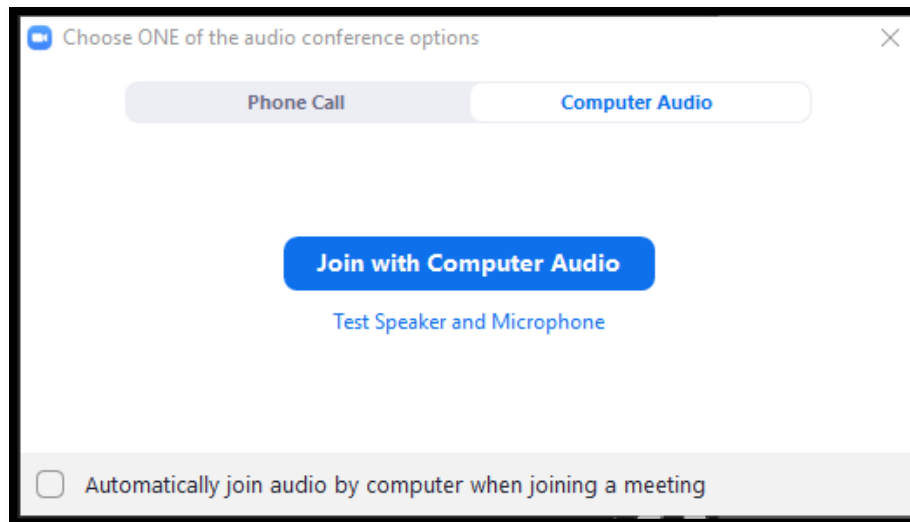 Choose ONE of the audio conference options
Phone Call
Computer Audio
Join with Computer Audio
Test Speaker and Microphone
Automatically join audio by computer when joining a meeting